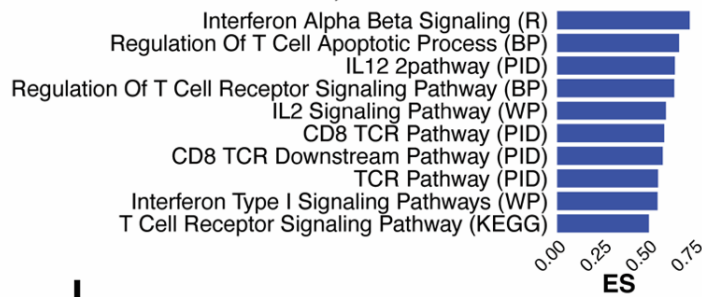 Interferon Alpha Beta Signaling (R)
Regulation Of T Cell Apoptotic Process (BP)
IL12 2pathway (PID)
Regulation Of T Cell Receptor Signaling Pathway (BP)
IL2 Signaling Pathway (WP)
CD8 TCR Pathway (PID)
CD8 TCR Downstream Pathway (PID)
TCR Pathway (PID)
Interferon Type I Signaling Pathways (WP)
T Cell Receptor Signaling Pathway (KEGG)
0.00 0.25 0.50 0.75
ES